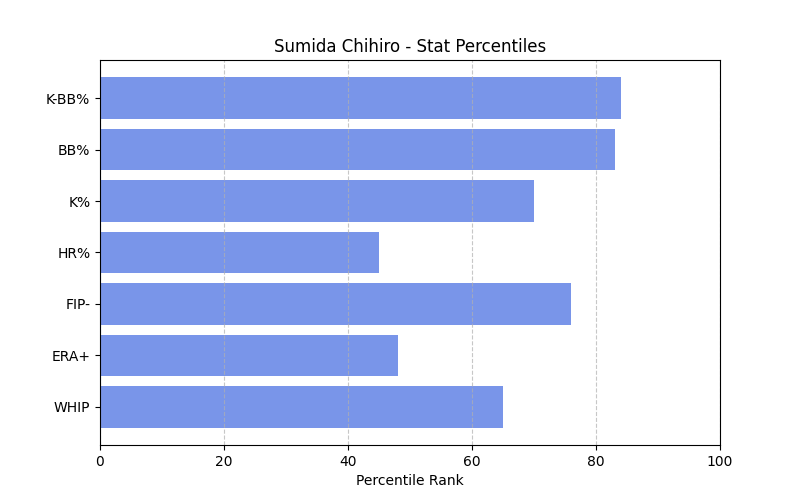 Sumida Chihiro - Stat Percentiles
K-BB%
BB%
K%
HR%
FIP-
ERA+
WHIP
0 20 40 60 80 100
Percentile Rank